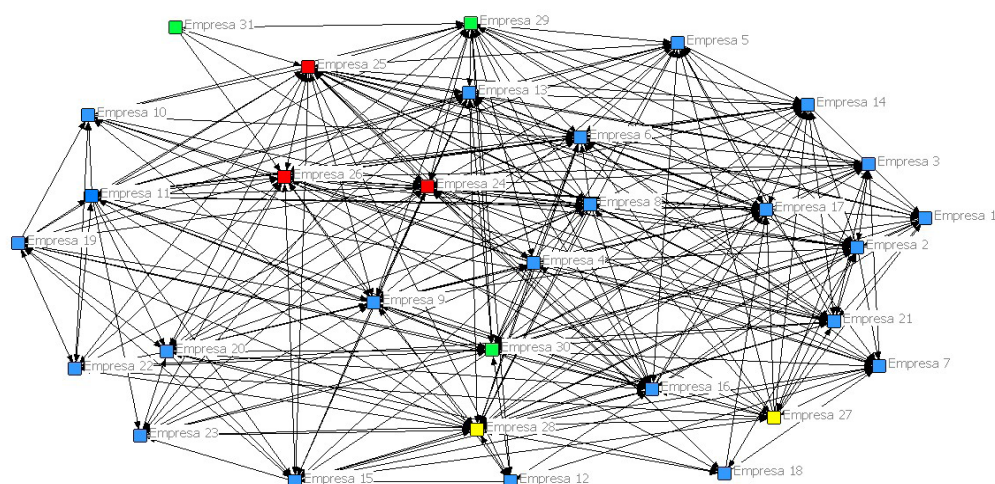 Empresa 31
Empresa 29
Empresa 5
Empresa 25
Empresa 13
Empresa 14
Empresa 10
Empresa 6
Empresa 3
Empresa 26
Empresa 24
Empresa 11
Empresa 8
Empresa 17
Empresa 1
Empresa 19
Empresa 2
Empresa 4
Empresa 9
Empresa 21
Empresa 20
Empresa 30
Empresa 22
Empresa 7
Empresa 16
Empresa 27
Empresa 28
Empresa 23
Empresa 18
Empresa 15
Empresa 12